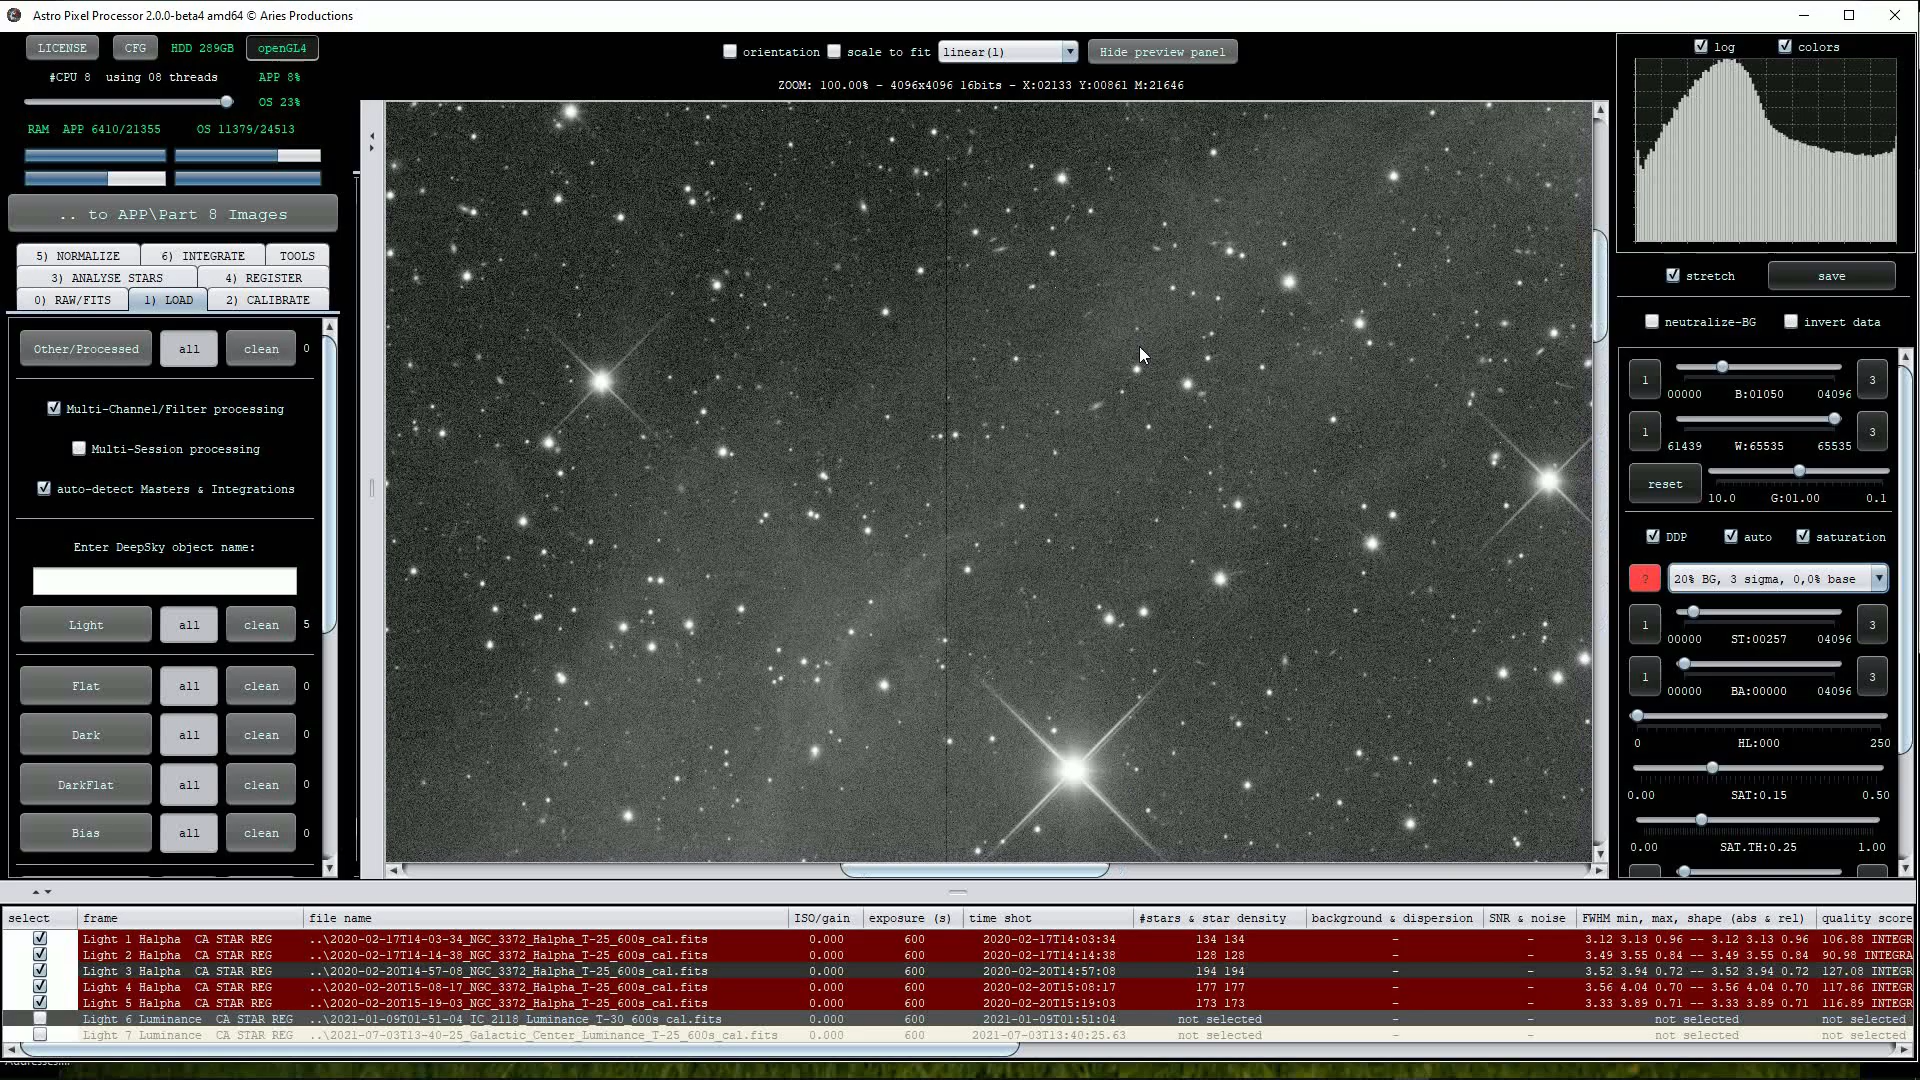 Astro Pixel Processor 2.0.0-beta4 amd64 © Aries Productions
LICENSE CFG HDD 289GB openGL4
#CPU 8 using 08 threads APP 8%
OS 23%
RAM APP 6410/21355 OS 11379/24513
.. to APP\Part 8 Images
5) NORMALIZE 6) INTEGRATE TOOLS
3) ANALYSE STARS 4) REGISTER
0) RAW/FITS 1) LOAD 2) CALIBRATE
Other/Processed all clean 0
Multi-Channel/Filter processing
Multi-Session processing
auto-detect Masters & Integrations
Enter DeepSky object name:
Light all clean 5
Flat all clean 0
Dark all clean 0
DarkFlat all clean 0
Bias all clean 0
orientation scale to fit linear(l) Hide preview panel
ZOOM: 100.00% - 4096x4096 16bits - X:02133 Y:00861 M:21646
log colors
stretch save
neutralize-BG invert data
1 3
00000 B:01050 04096
1 3
61439 W:65535 65535
reset 10.0 G:01.00 0.1
DDP auto saturation
? 20% BG, 3 sigma, 0,0% base
1 3
00000 ST:00257 04096
1 3
00000 BA:00000 04096
0 HL:000 250
0.00 SAT:0.15 0.50
0.00 SAT.TH:0.25 1.00
select frame file name ISO/gain exposure (s) time shot #stars & star density background & dispersion SNR & noise FWHM min, max, shape (abs & rel) quality score
Light 1 Halpha CA STAR REG ..\2020-02-17T14-03-34_NGC_3372_Halpha_T-25_600s_cal.fits 0.000 600 2020-02-17T14:03:34 134 134 - - 3.12 3.13 0.96 -- 3.12 3.13 0.96 106.88 INTEGR
Light 2 Halpha CA STAR REG ..\2020-02-17T14-14-38_NGC_3372_Halpha_T-25_600s_cal.fits 0.000 600 2020-02-17T14:14:38 128 128 - - 3.49 3.55 0.84 -- 3.49 3.55 0.84 90.98 INTEGRA
Light 3 Halpha CA STAR REG ..\2020-02-20T14-57-08_NGC_3372_Halpha_T-25_600s_cal.fits 0.000 600 2020-02-20T14:57:08 194 194 - - 3.52 3.94 0.72 -- 3.52 3.94 0.72 127.08 INTEGR
Light 4 Halpha CA STAR REG ..\2020-02-20T15-08-17_NGC_3372_Halpha_T-25_600s_cal.fits 0.000 600 2020-02-20T15:08:17 177 177 - - 3.56 4.04 0.70 -- 3.56 4.04 0.70 117.86 INTEGR
Light 5 Halpha CA STAR REG ..\2020-02-20T15-19-03_NGC_3372_Halpha_T-25_600s_cal.fits 0.000 600 2020-02-20T15:19:03 173 173 - - 3.33 3.89 0.71 -- 3.33 3.89 0.71 116.89 INTEGR
Light 6 Luminance CA STAR REG ..\2021-01-09T01-51-04_IC_2118_Luminance_T-30_600s_cal.fits 0.000 600 2021-01-09T01:51:04 not selected - - not selected not selected
Light 7 Luminance CA STAR REG ..\2021-07-03T13-40-25_Galactic_Center_Luminance_T-25_600s_cal.fits 0.000 600 2021-07-03T13:40:25.63 not selected - - not selected not selected